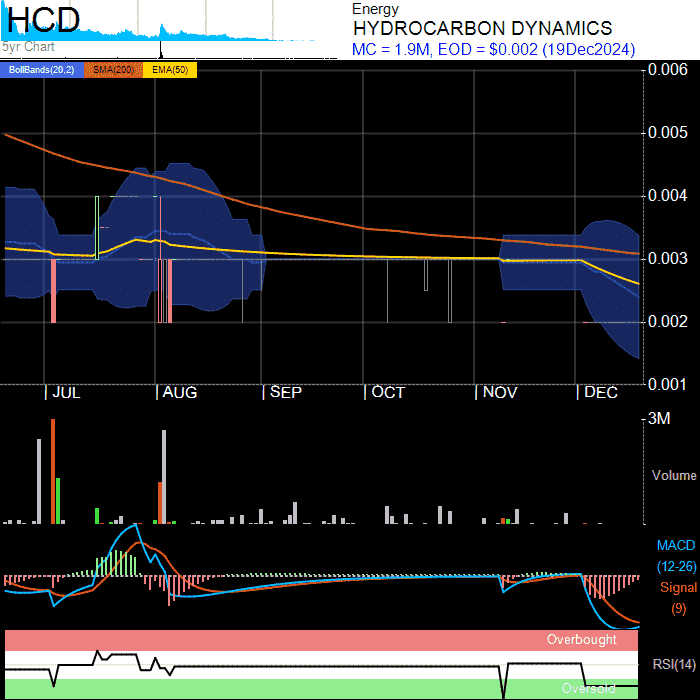 HCD
5yr Chart
Energy
HYDROCARBON DYNAMICS
MC = 1.9M, EOD = $0.002 (19Dec2024)
BollBands(20,2) SMA(200) EMA(50)
0.006
0.005
0.004
0.003
0.002
0.001
| JUL | AUG | SEP | OCT | NOV | DEC
3M
Volume
MACD
(12-26)
Signal
(9)
Overbought
RSI(14)
Oversold